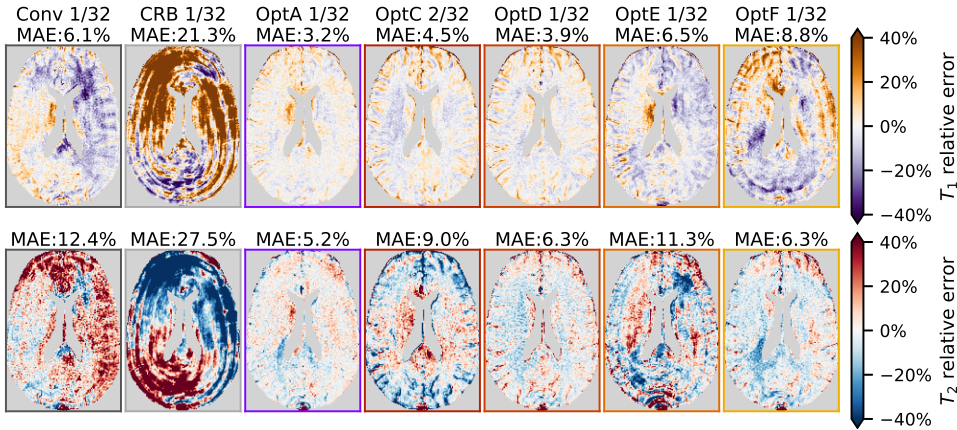 Conv 1/32 CRB 1/32 OptA 1/32 OptC 2/32 OptD 1/32 OptE 1/32 OptF 1/32
MAE:6.1% MAE:21.3% MAE:3.2% MAE:4.5% MAE:3.9% MAE:6.5% MAE:8.8%
40%
20%
0%
−20%
−40%
T₁ relative error
MAE:12.4% MAE:27.5% MAE:5.2% MAE:9.0% MAE:6.3% MAE:11.3% MAE:6.3%
40%
20%
0%
−20%
−40%
T₂ relative error